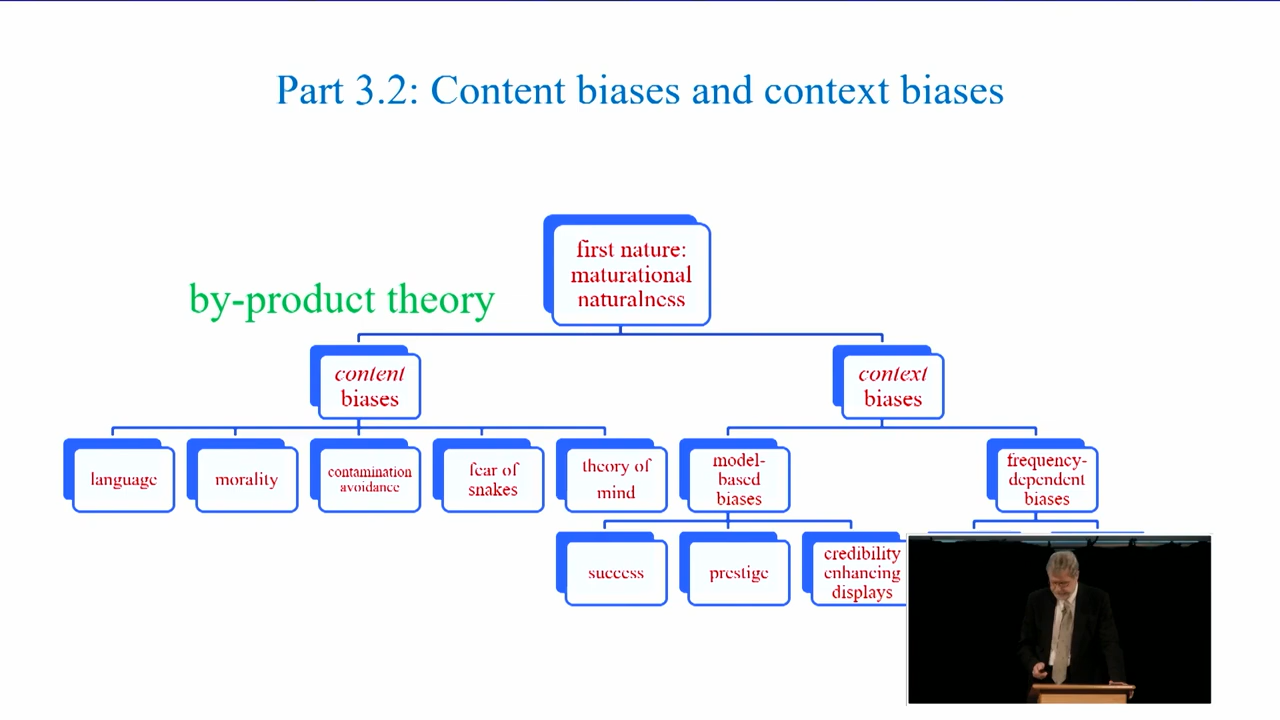 Part 3.2: Content biases and context biases
first nature:
maturational
naturalness
by-product theory
content
biases
context
biases
language
morality
contamination
avoidance
fear of
snakes
theory of
mind
model-
based
biases
frequency-
dependent
biases
success
prestige
credibility
enhancing
displays